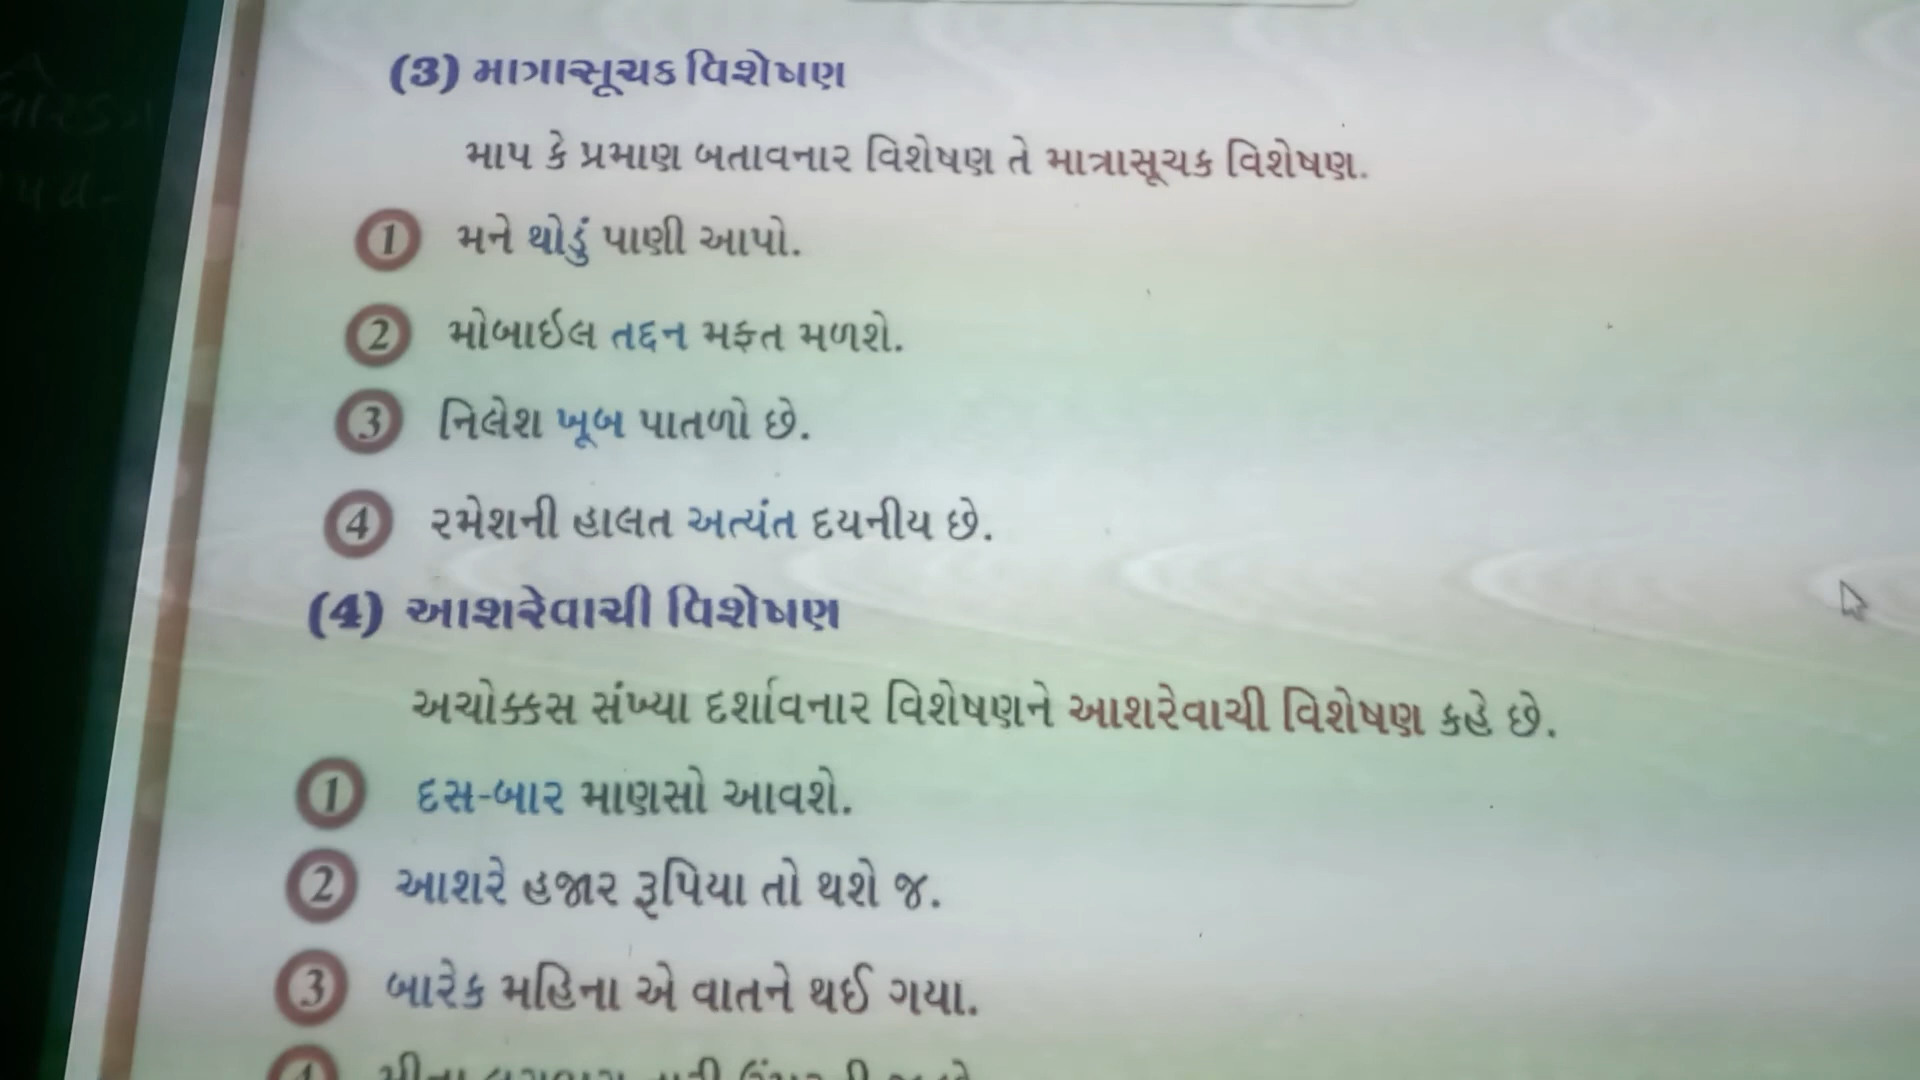 (3) માત્રાસૂચક વિશેષણ
માપ કે પ્રમાણ બતાવનાર વિશેષણ તે માત્રાસૂચક વિશેષણ.
1 મને થોડું પાણી આપો.
2 મોબાઈલ તદ્દન મફત મળશે.
3 નિલેશ ખૂબ પાતળો છે.
4 રમેશની હાલત અત્યંત દયનીય છે.
(4) આશરેવાચી વિશેષણ
અચોક્કસ સંખ્યા દર્શાવનાર વિશેષણને આશરેવાચી વિશેષણ કહે છે.
1 દસ-બાર માણસો આવશે.
2 આશરે હજાર રૂપિયા તો થશે જ.
3 બારેક મહિના એ વાતને થઈ ગયા.